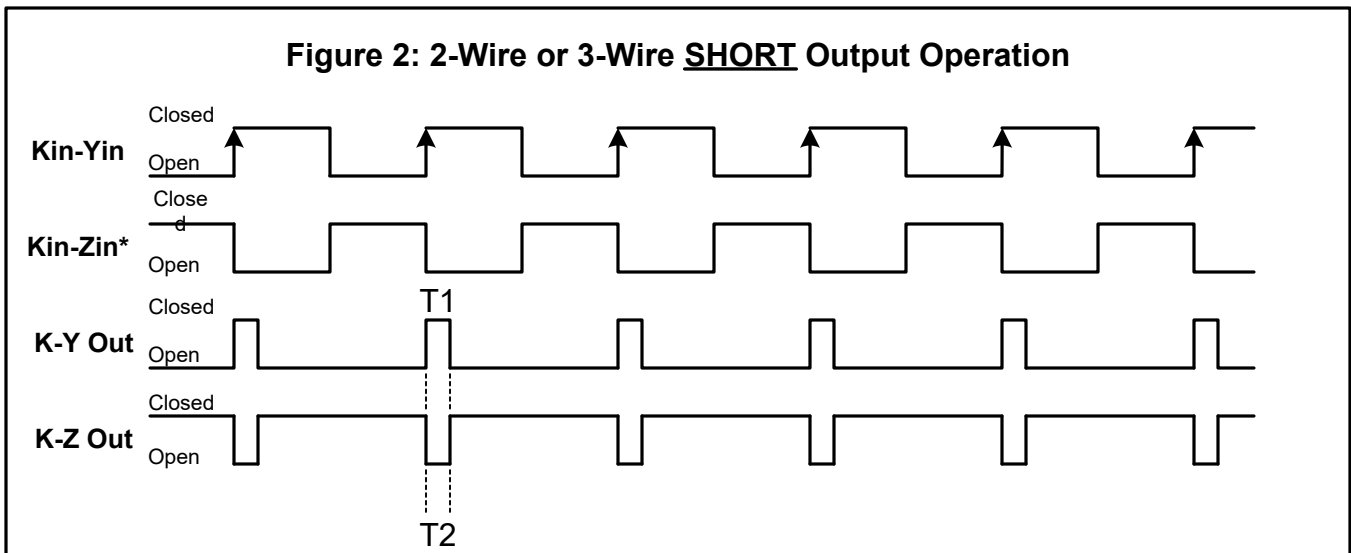 Figure 2: 2-Wire or 3-Wire SHORT Output Operation
Closed
Kin-Yin
Open
Close
d
Kin-Zin*
Open
T1
Closed
K-Y Out
Open
Closed
K-Z Out
Open
T2